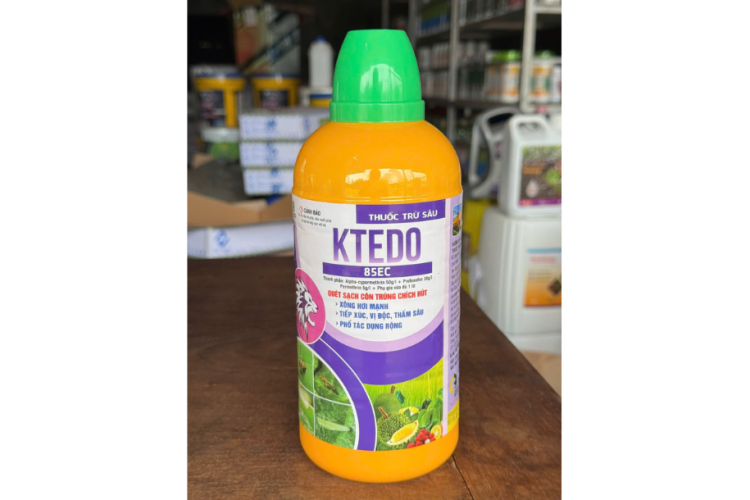 CẢNH BÁO
THUỐC TRỪ SÂU
KTEDO
85EC
Thành phần: Alpha-cypermethrin 50g/l + Profenofos
Permethrin 5g/l + Phụ gia vừa đủ 1 lít
QUÉT SẠCH CÔN TRÙNG CHÍCH HÚT
› XÔNG HƠI MẠNH
› TIẾP XÚC, VỊ ĐỘC, THẤM SÂU
› PHỔ TÁC DỤNG RỘNG